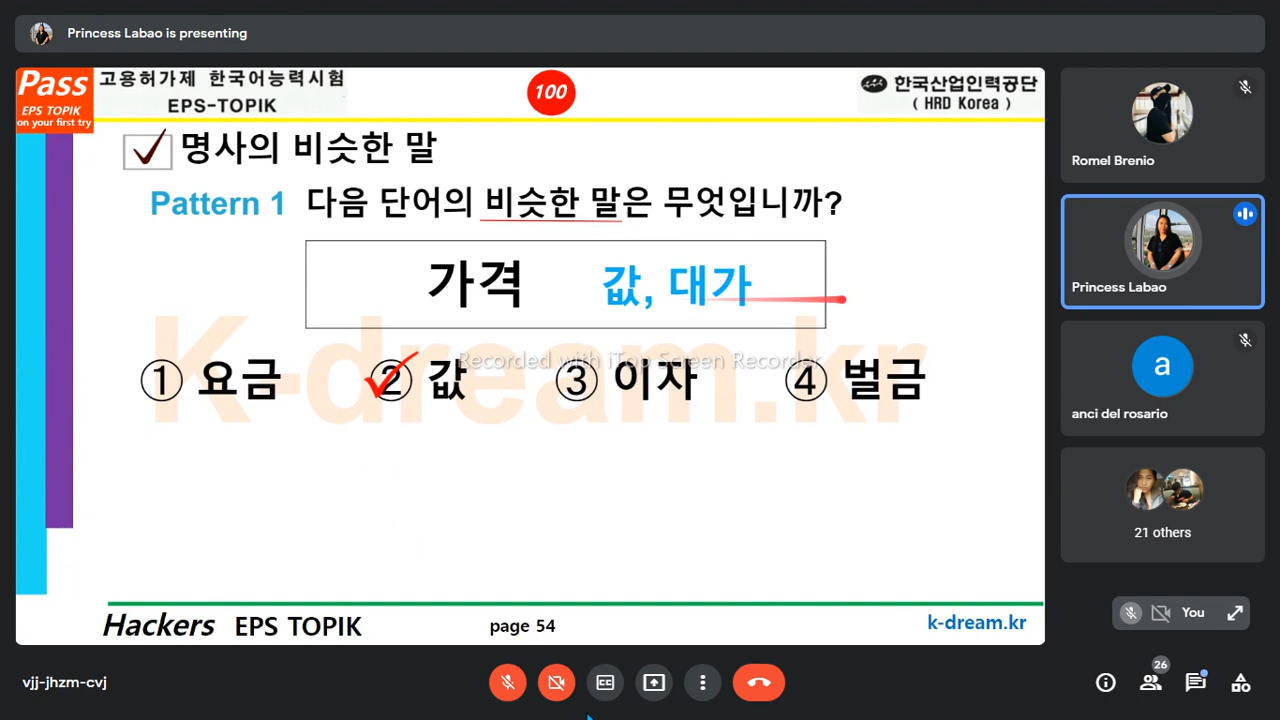 Princess Labao is presenting
Pass
EPS TOPIK
on your first try
고용허가제 한국어능력시험
EPS-TOPIK
100
한국산업인력공단
( HRD Korea )
명사의 비슷한 말
Pattern 1 다음 단어의 비슷한 말은 무엇입니까?
가격 값, 대가
Recorded with iTop Screen Recorder
K-dream.kr
① 요금 ② 값 ③ 이자 ④ 벌금
Hackers EPS TOPIK page 54 k-dream.kr
Romel Brenio
Princess Labao
a
anci del rosario
21 others
You
vjj-jhzm-cvj
CC
26